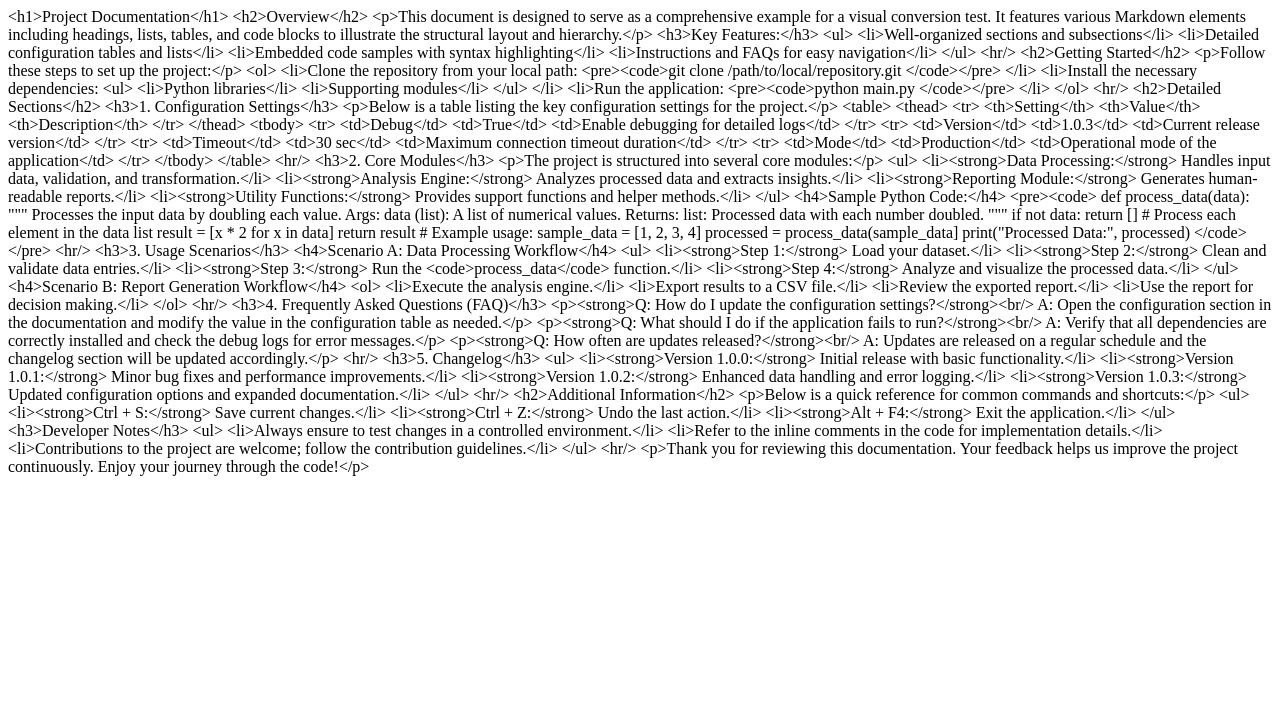 <h1>Project Documentation</h1> <h2>Overview</h2> <p>This document is designed to serve as a comprehensive example for a visual conversion test. It features various Markdown elements
including headings, lists, tables, and code blocks to illustrate the structural layout and hierarchy.</p> <h3>Key Features:</h3> <ul> <li>Well-organized sections and subsections</li> <li>Detailed
configuration tables and lists</li> <li>Embedded code samples with syntax highlighting</li> <li>Instructions and FAQs for easy navigation</li> </ul> <hr/> <h2>Getting Started</h2> <p>Follow
these steps to set up the project:</p> <ol> <li>Clone the repository from your local path: <pre><code>git clone /path/to/local/repository.git </code></pre> </li> <li>Install the necessary
dependencies: <ul> <li>Python libraries</li> <li>Supporting modules</li> </ul> </li> <li>Run the application: <pre><code>python main.py </code></pre> </li> </ol> <hr/> <h2>Detailed
Sections</h2> <h3>1. Configuration Settings</h3> <p>Below is a table listing the key configuration settings for the project.</p> <table> <thead> <tr> <th>Setting</th> <th>Value</th>
<th>Description</th> </tr> </thead> <tbody> <tr> <td>Debug</td> <td>True</td> <td>Enable debugging for detailed logs</td> </tr> <tr> <td>Version</td> <td>1.0.3</td> <td>Current release
version</td> </tr> <tr> <td>Timeout</td> <td>30 sec</td> <td>Maximum connection timeout duration</td> </tr> <tr> <td>Mode</td> <td>Production</td> <td>Operational mode of the
application</td> </tr> </tbody> </table> <hr/> <h3>2. Core Modules</h3> <p>The project is structured into several core modules:</p> <ul> <li><strong>Data Processing:</strong> Handles input
data, validation, and transformation.</li> <li><strong>Analysis Engine:</strong> Analyzes processed data and extracts insights.</li> <li><strong>Reporting Module:</strong> Generates human-
readable reports.</li> <li><strong>Utility Functions:</strong> Provides support functions and helper methods.</li> </ul> <h4>Sample Python Code:</h4> <pre><code> def process_data(data):
""" Processes the input data by doubling each value. Args: data (list): A list of numerical values. Returns: list: Processed data with each number doubled. """ if not data: return [] # Process each
element in the data list result = [x * 2 for x in data] return result # Example usage: sample_data = [1, 2, 3, 4] processed = process_data(sample_data] print("Processed Data:", processed) </code>
</pre> <hr/> <h3>3. Usage Scenarios</h3> <h4>Scenario A: Data Processing Workflow</h4> <ul> <li><strong>Step 1:</strong> Load your dataset.</li> <li><strong>Step 2:</strong> Clean and
validate data entries.</li> <li><strong>Step 3:</strong> Run the <code>process_data</code> function.</li> <li><strong>Step 4:</strong> Analyze and visualize the processed data.</li> </ul>
<h4>Scenario B: Report Generation Workflow</h4> <ol> <li>Execute the analysis engine.</li> <li>Export results to a CSV file.</li> <li>Review the exported report.</li> <li>Use the report for
decision making.</li> </ol> <hr/> <h3>4. Frequently Asked Questions (FAQ)</h3> <p><strong>Q: How do I update the configuration settings?</strong><br/> A: Open the configuration section in
the documentation and modify the value in the configuration table as needed.</p> <p><strong>Q: What should I do if the application fails to run?</strong><br/> A: Verify that all dependencies are
correctly installed and check the debug logs for error messages.</p> <p><strong>Q: How often are updates released?</strong><br/> A: Updates are released on a regular schedule and the
changelog section will be updated accordingly.</p> <hr/> <h3>5. Changelog</h3> <ul> <li><strong>Version 1.0.0:</strong> Initial release with basic functionality.</li> <li><strong>Version
1.0.1:</strong> Minor bug fixes and performance improvements.</li> <li><strong>Version 1.0.2:</strong> Enhanced data handling and error logging.</li> <li><strong>Version 1.0.3:</strong>
Updated configuration options and expanded documentation.</li> </ul> <hr/> <h2>Additional Information</h2> <p>Below is a quick reference for common commands and shortcuts:</p> <ul>
<li><strong>Ctrl + S:</strong> Save current changes.</li> <li><strong>Ctrl + Z:</strong> Undo the last action.</li> <li><strong>Alt + F4:</strong> Exit the application.</li> </ul>
<h3>Developer Notes</h3> <ul> <li>Always ensure to test changes in a controlled environment.</li> <li>Refer to the inline comments in the code for implementation details.</li>
<li>Contributions to the project are welcome; follow the contribution guidelines.</li> </ul> <hr/> <p>Thank you for reviewing this documentation. Your feedback helps us improve the project
continuously. Enjoy your journey through the code!</p>